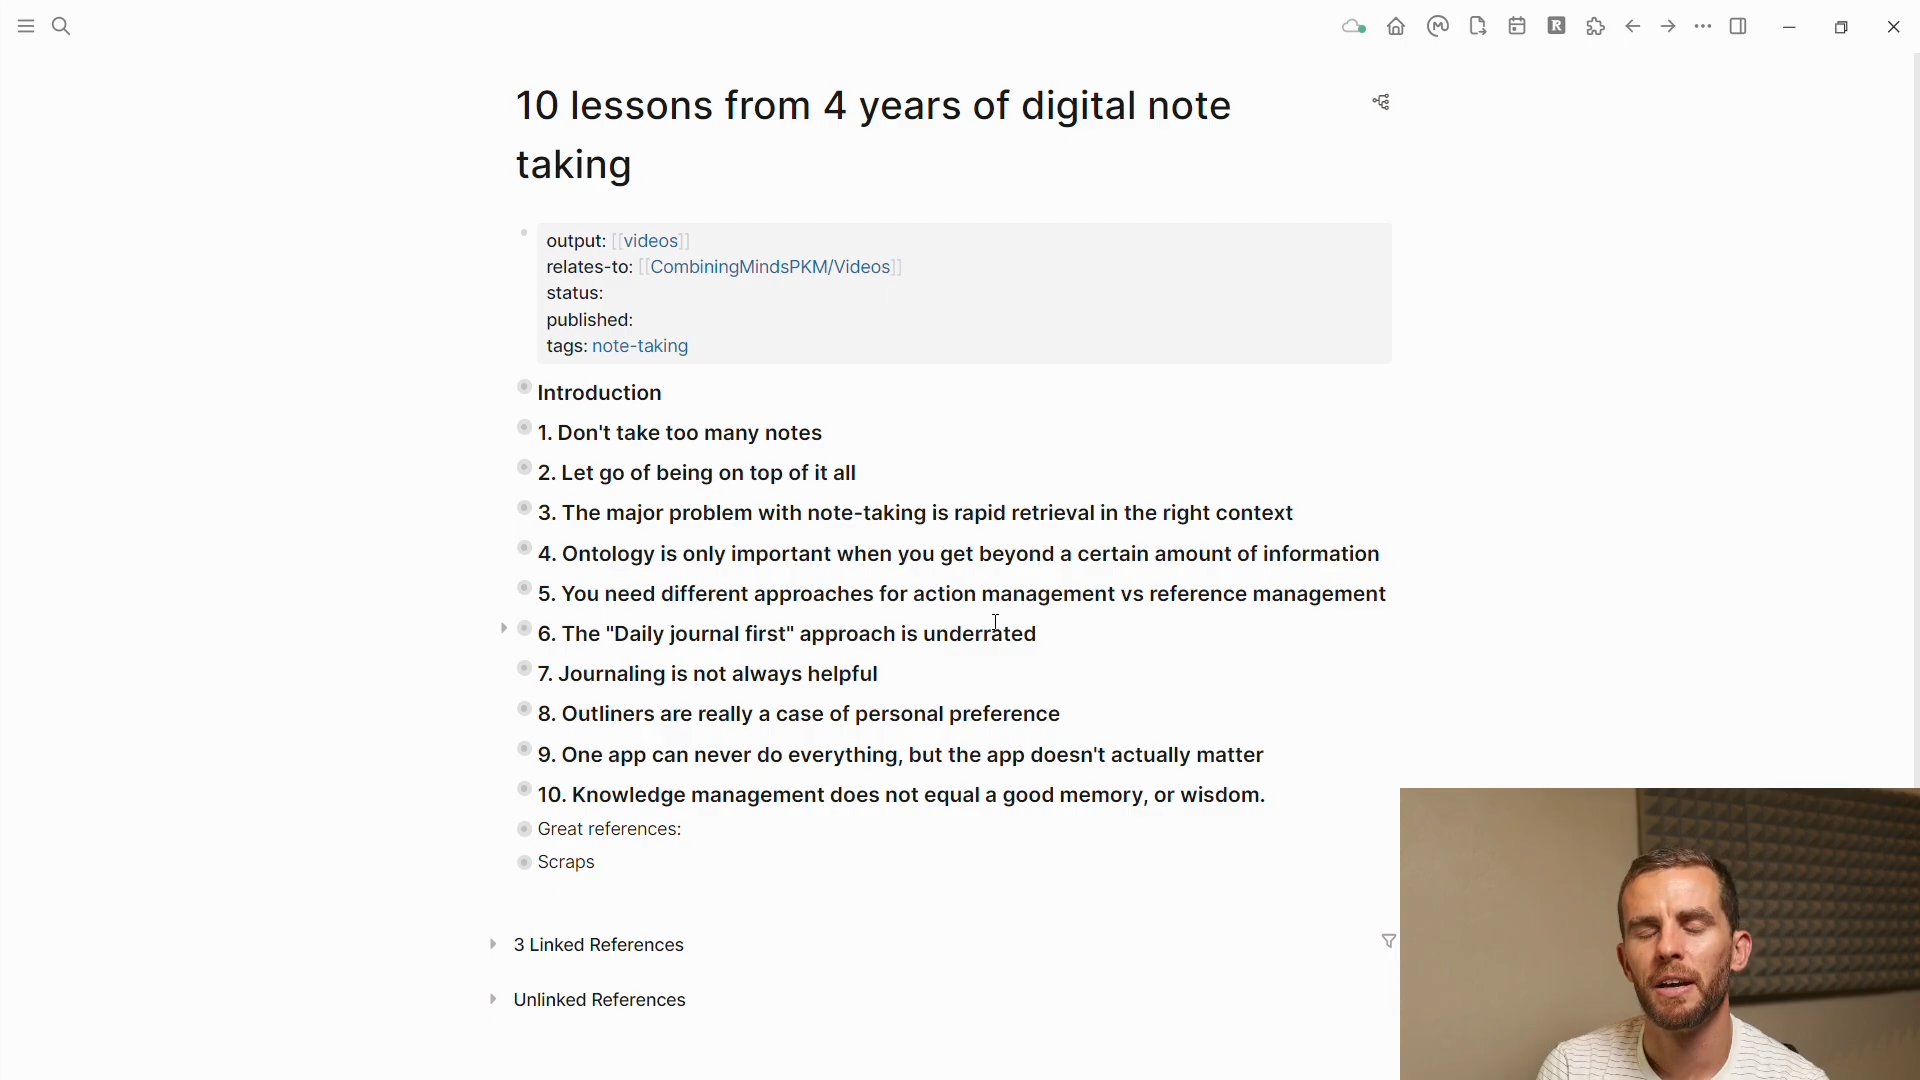 10 lessons from 4 years of digital note
taking
output: [[videos]]
relates-to: [[CombiningMindsPKM/Videos]]
status:
published:
tags: note-taking
Introduction
1. Don't take too many notes
2. Let go of being on top of it all
3. The major problem with note-taking is rapid retrieval in the right context
4. Ontology is only important when you get beyond a certain amount of information
5. You need different approaches for action management vs reference management
6. The "Daily journal first" approach is underrated
7. Journaling is not always helpful
8. Outliners are really a case of personal preference
9. One app can never do everything, but the app doesn't actually matter
10. Knowledge management does not equal a good memory, or wisdom.
Great references:
Scraps
3 Linked References
Unlinked References